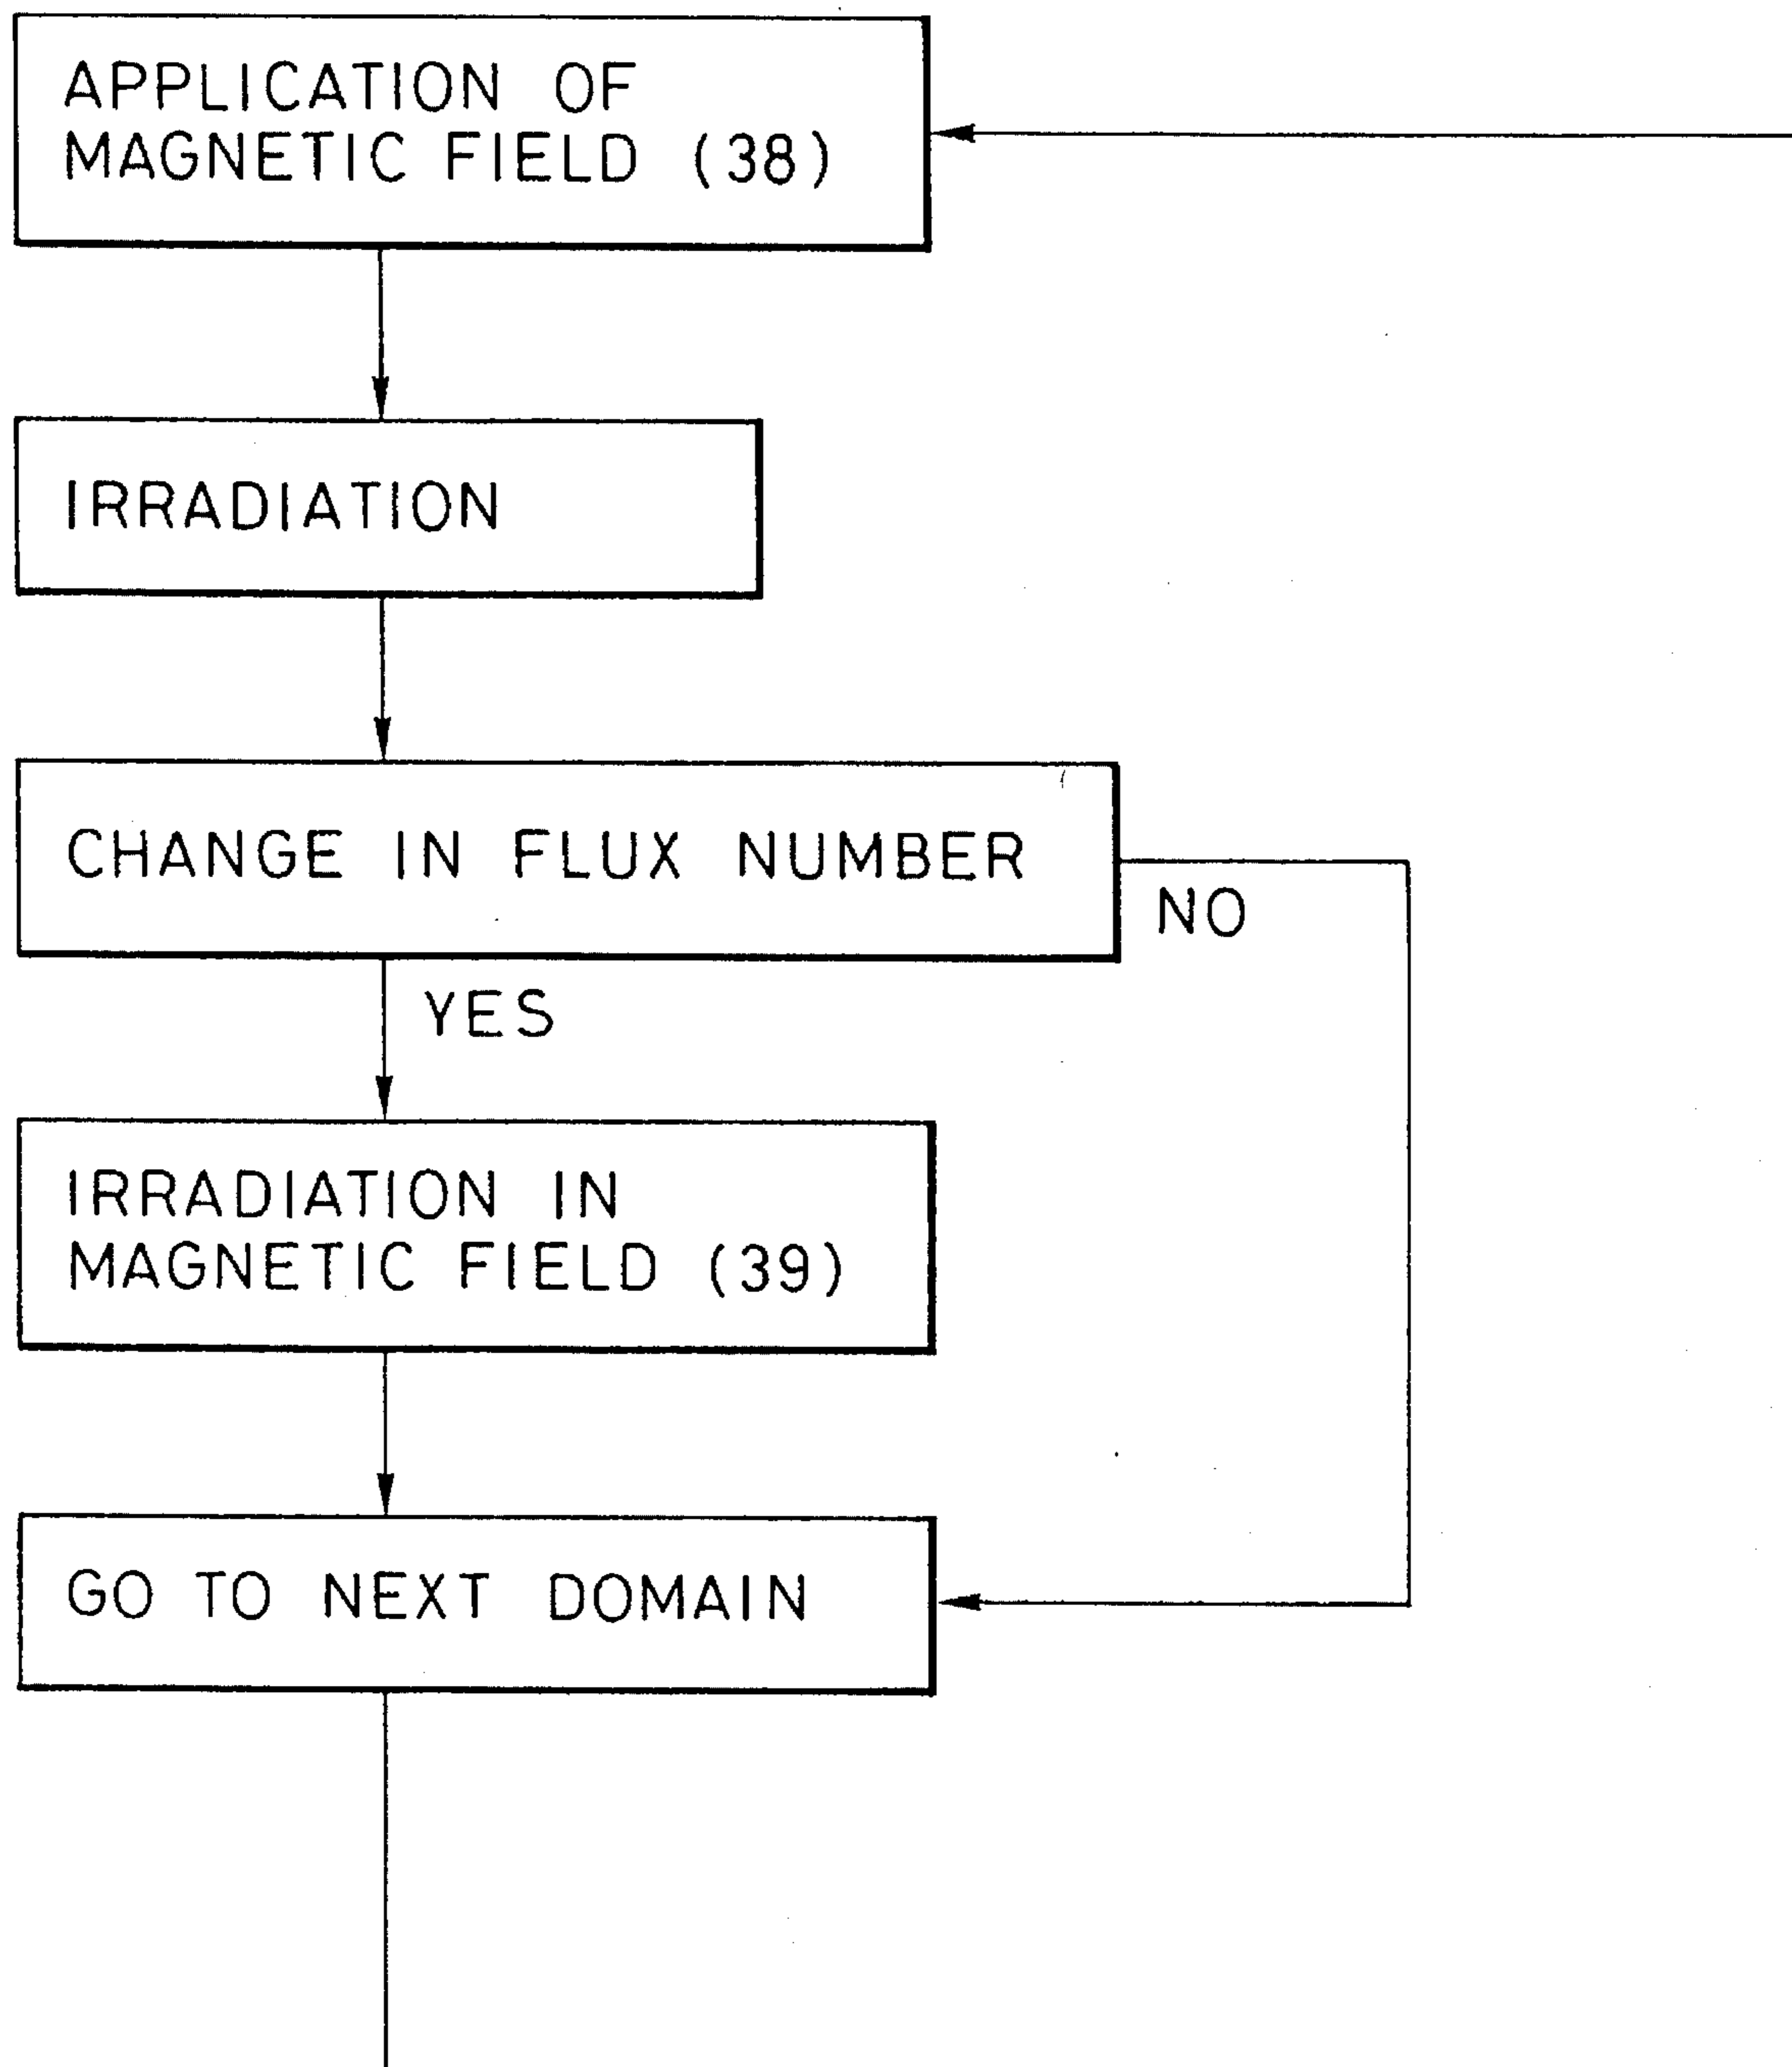 APPLICATION OF
MAGNETIC FIELD (38)
IRRADIATION
CHANGE IN FLUX NUMBER
NO
YES
IRRADIATION IN
MAGNETIC FIELD (39)
GO TO NEXT DOMAIN